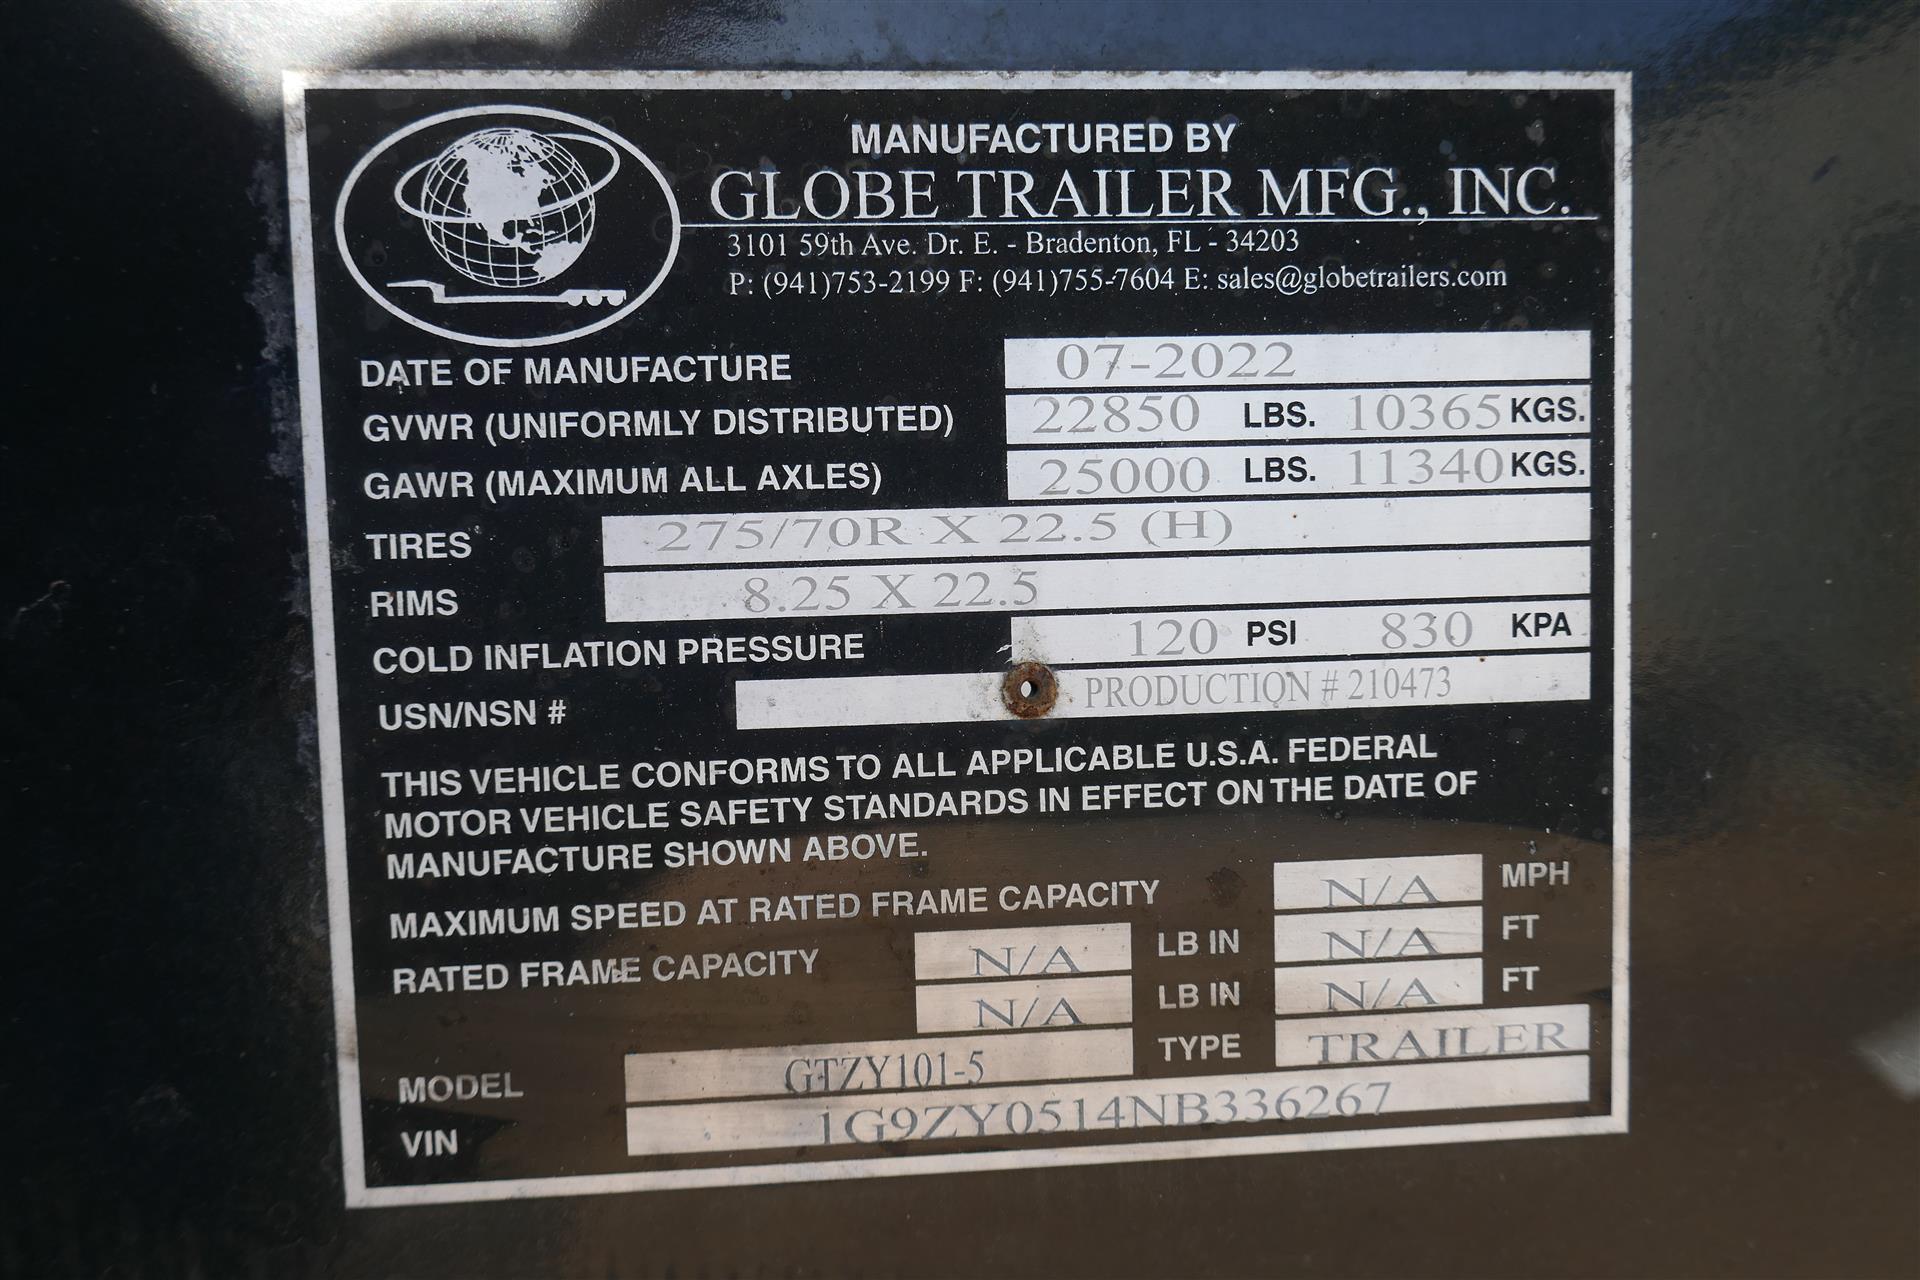 MANUFACTURED BY
GLOBE TRAILER MFG., INC.
3101 59th Ave. Dr. E. - Bradenton, FL - 34203
P: (941)753-2199 F: (941)755-7604 E: sales@globetrailers.com
DATE OF MANUFACTURE 07-2022
GVWR (UNIFORMLY DISTRIBUTED) 22850 LBS. 10365 KGS.
GAWR (MAXIMUM ALL AXLES) 25000 LBS. 11340 KGS.
TIRES 275/70R X 22.5 (H)
RIMS 8.25 X 22.5
COLD INFLATION PRESSURE 120 PSI 830 KPA
USN/NSN # PRODUCTION # 210473
THIS VEHICLE CONFORMS TO ALL APPLICABLE U.S.A. FEDERAL
MOTOR VEHICLE SAFETY STANDARDS IN EFFECT ON THE DATE OF
MANUFACTURE SHOWN ABOVE.
MAXIMUM SPEED AT RATED FRAME CAPACITY N/A MPH
RATED FRAME CAPACITY N/A LB IN N/A FT
N/A LB IN N/A FT
MODEL GTZY101-5 TYPE TRAILER
VIN 1G9ZY0514NB336267